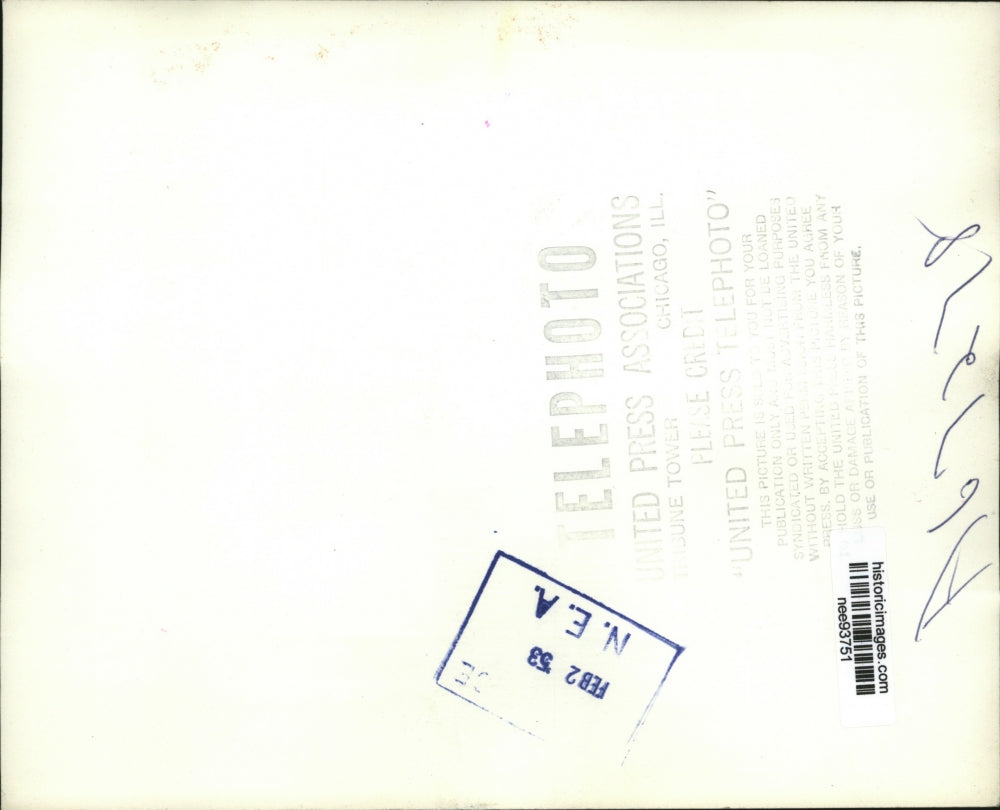 TELEPHOTO
UNITED PRESS ASSOCIATIONS
TRIBUNE TOWER CHICAGO, ILL.
PLEASE CREDIT
"UNITED PRESS TELEPHOTO"
THIS PICTURE IS TO YOU FOR YOUR
PUBLICATION ONLY AND MUST NOT BE LOANED
SYNDICATED OR USED FOR ADVERTISING PURPOSES
WITHOUT WRITTEN PERMISSION FROM THE UNITED
PRESS. BY ACCEPTING THIS PICTURE YOU AGREE
HOLD THE UNITED PRESS HARMLESS FROM ANY
LOSS OR DAMAGE BY REASON OF YOUR
USE OR PUBLICATION OF THIS PICTURE.
N. E. A.
FEB 2 '53
historicimages.com
nee93751